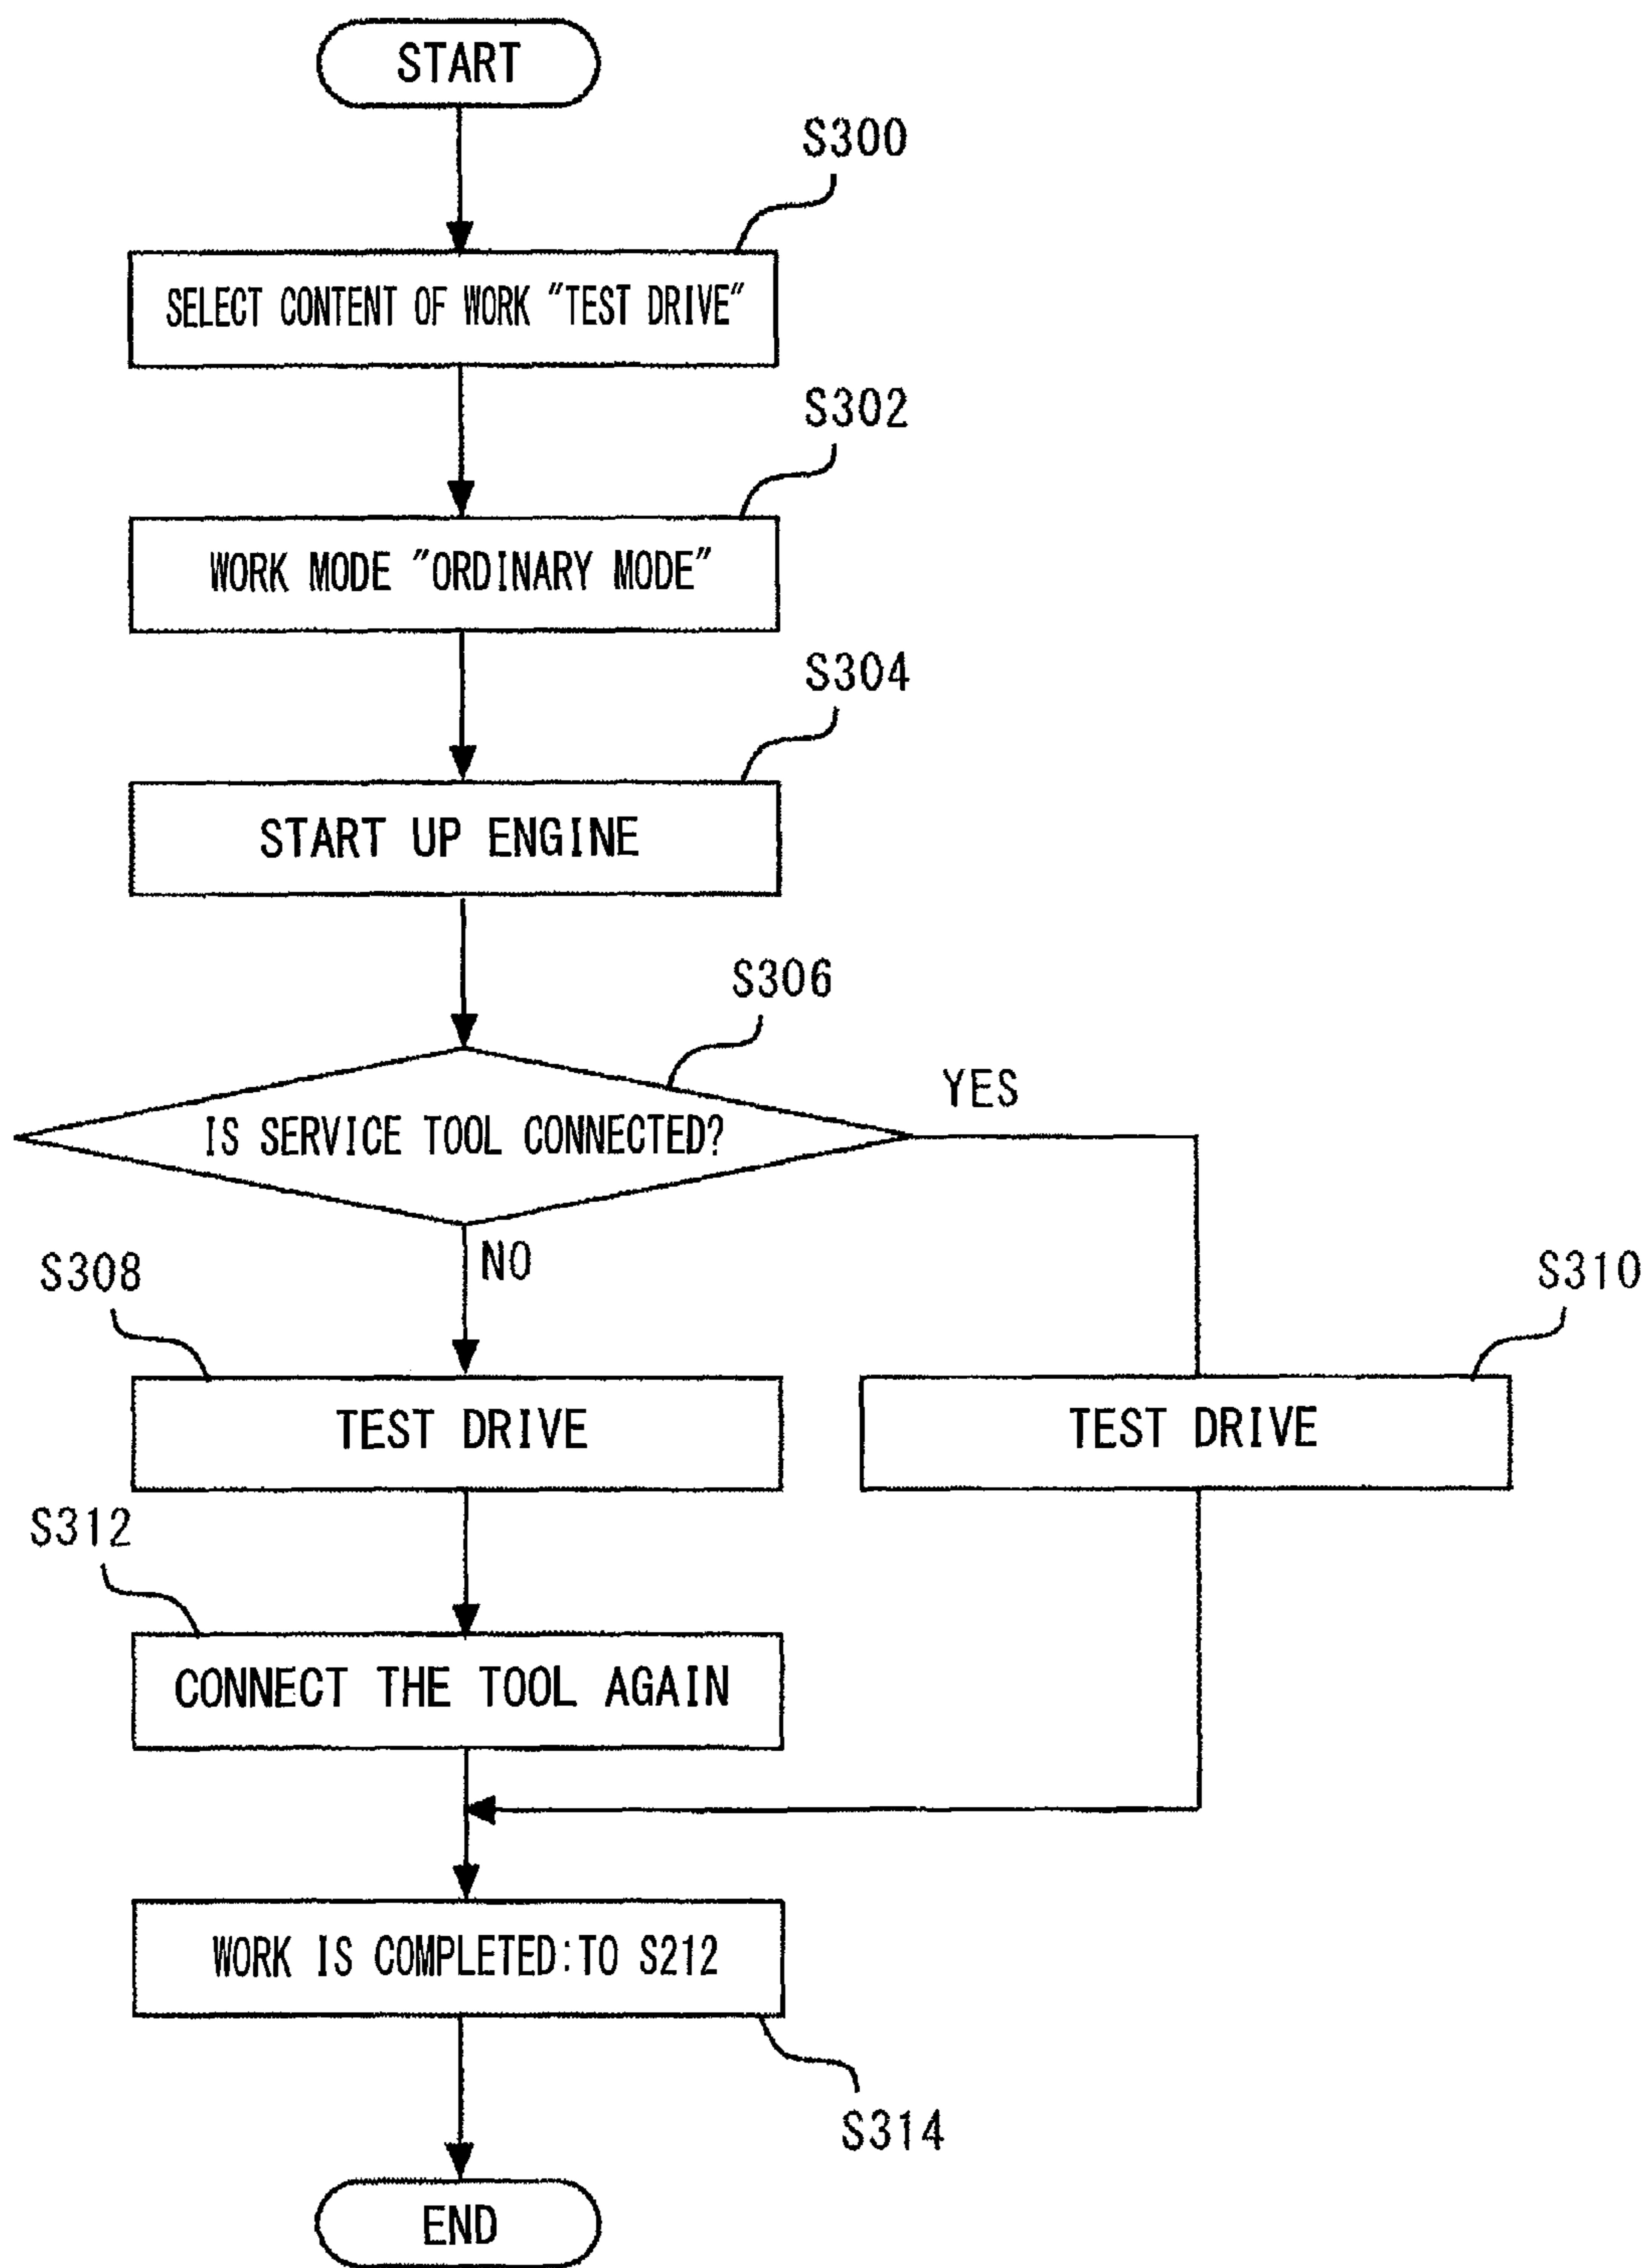 START
S300
SELECT CONTENT OF WORK "TEST DRIVE"
S302
WORK MODE "ORDINARY MODE"
S304
START UP ENGINE
S306
IS SERVICE TOOL CONNECTED?
YES
NO
S308
S310
TEST DRIVE
TEST DRIVE
S312
CONNECT THE TOOL AGAIN
WORK IS COMPLETED:TO S212
S314
END